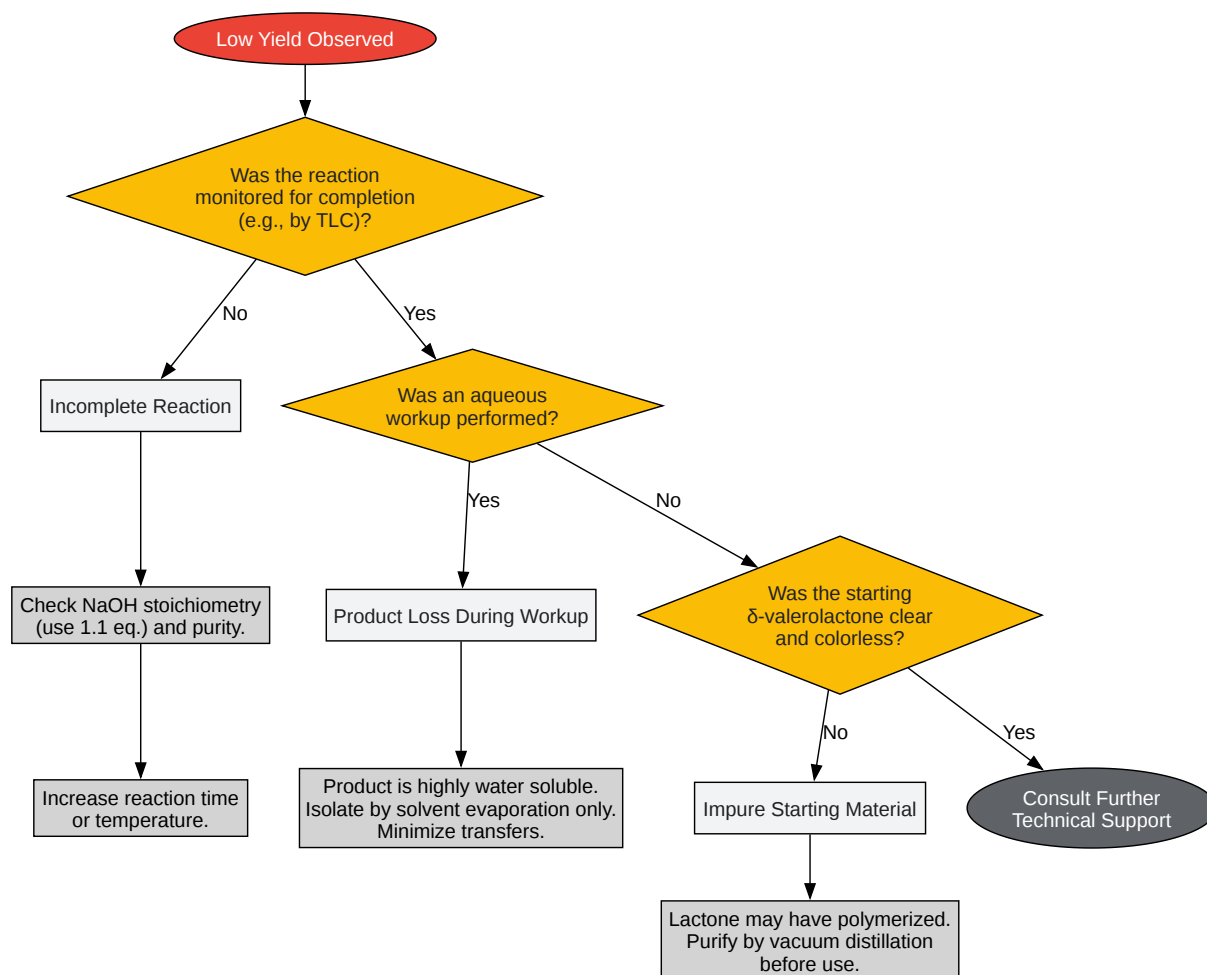 Low Yield Observed
Was the reaction
monitored for completion
(e.g., by TLC)?
No
Yes
Incomplete Reaction
Was an aqueous
workup performed?
Yes
No
Check NaOH stoichiometry
(use 1.1 eq.) and purity.
Product Loss During Workup
Was the starting
δ-valerolactone clear
and colorless?
No
Yes
Increase reaction time
or temperature.
Product is highly water soluble.
Isolate by solvent evaporation only.
Minimize transfers.
Impure Starting Material
Consult Further
Technical Support
Lactone may have polymerized.
Purify by vacuum distillation
before use.